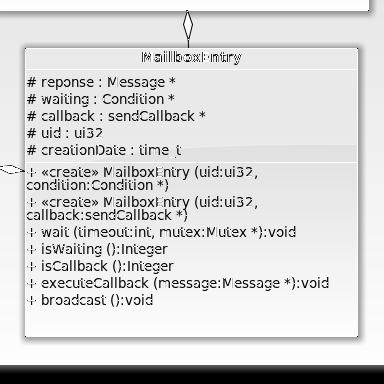 MailboxEntry
# reponse : Message *
# waiting : Condition *
# callback : sendCallback *
# uid : ui32
# creationDate : time_t
+ «create» MailboxEntry (uid:ui32,
condition:Condition *)
+ «create» MailboxEntry (uid:ui32,
callback:sendCallback *)
+ wait (timeout:int, mutex:Mutex *):void
+ isWaiting ():Integer
+ isCallback ():Integer
+ executeCallback (message:Message *):void
+ broadcast ():void